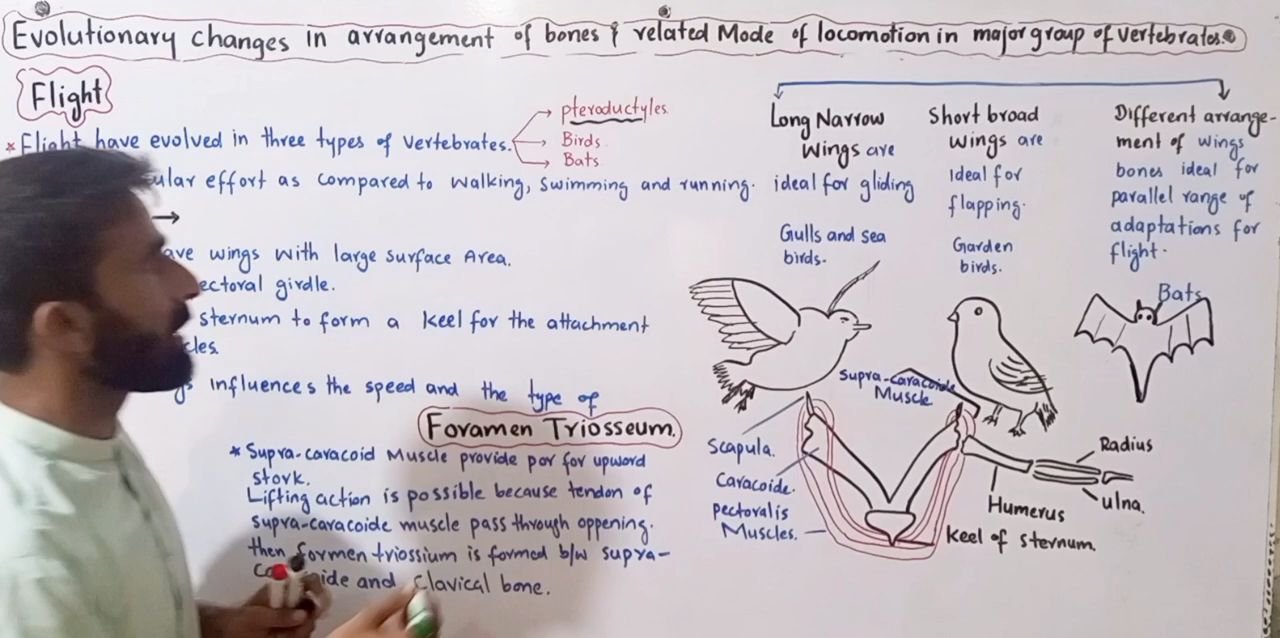 Evolutionary changes in arrangement of bones & related Mode of locomotion in major group of vertebrates.
Flight
* Flight have evolved in three types of vertebrates.
pteroductyles
Birds
Bats
ular effort as compared to walking, swimming and running.
→
ave wings with large surface Area.
ectoral girdle.
sternum to form a keel for the attachment
cles.
gs influences the speed and the type of
Foramen Triosseum.
* Supra-caracoid Muscle provide por for upword
stork.
Lifting action is possible because tendon of
supra-caracoide muscle pass through oppening.
then formen triossium is formed b/w supra-
ide and clavical bone.
Long Narrow
wings are
ideal for gliding
Gulls and sea
birds.
Short broad
wings are
Ideal for
flapping.
Garden
birds.
Different arrange-
ment of wings
bones ideal for
parallel range of
adaptations for
flight.
Bats
Supra-caracoide
Muscle
Scapula.
Caracoide.
pectoralis
Muscles.
Radius
ulna.
Humerus
keel of sternum.